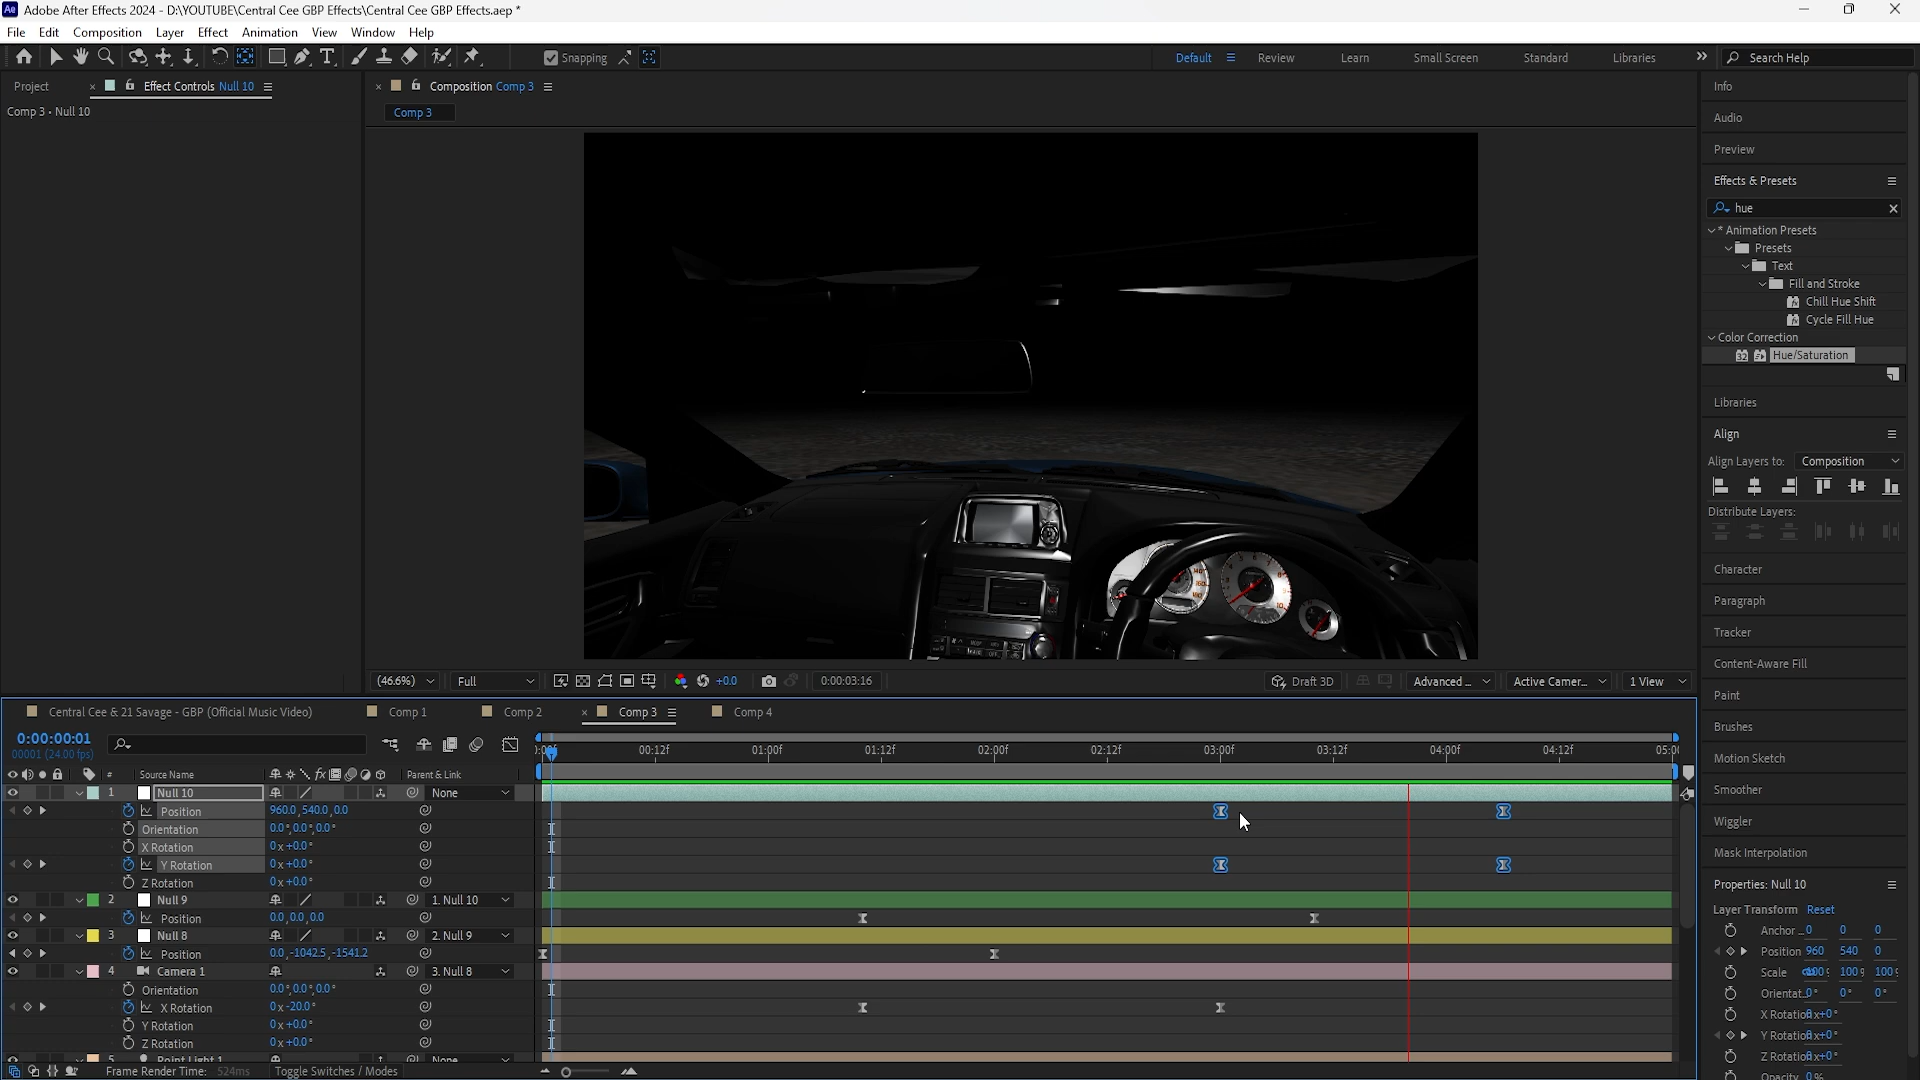 Adobe After Effects 2024 - D:\YOUTUBE\Central Cee GBP Effects\Central Cee GBP Effects.aep *
File Edit Composition Layer Effect Animation View Window Help
Snapping
Default Review Learn Small Screen Standard Libraries Search Help
Project Effect Controls Null 10
Composition Comp 3
Comp 3 • Null 10
Comp 3
Info
Audio
Preview
Effects & Presets
hue
* Animation Presets
Presets
Text
Fill and Stroke
Chill Hue Shift
Cycle Fill Hue
Color Correction
Hue/Saturation
Libraries
Align
Align Layers to: Composition
Distribute Layers:
Character
Paragraph
Tracker
Content-Aware Fill
Paint
Brushes
Motion Sketch
Smoother
Wiggler
Mask Interpolation
Properties: Null 10
Layer Transform Reset
Anchor ... 0 0 0
Position 960 540 0
Scale 100 100 100
Orientat... 0° 0° 0°
X Rotation x+0°
Y Rotation x+0°
Z Rotation x+0°
Opacity 0%
(46.6%) Full +0.0 0:00:03:16 Draft 3D Advanced ... Active Camer... 1 View
Central Cee & 21 Savage - GBP (Official Music Video) Comp 1 Comp 2 Comp 3 Comp 4
0:00:00:01
00001 (24.00 fps)
00:12f 01:00f 01:12f 02:00f 02:12f 03:00f 03:12f 04:00f 04:12f 05:0
# Source Name Parent & Link
1 Null 10 None
Position 960.0,540.0,0.0
Orientation 0.0°,0.0°,0.0°
X Rotation 0x+0.0°
Y Rotation 0x+0.0°
Z Rotation 0x+0.0°
2 Null 9 1. Null 10
Position 0.0,0.0,0.0
3 Null 8 2. Null 9
Position 0.0,-1042.5,-1541.2
4 Camera 1 3. Null 8
Orientation 0.0°,0.0°,0.0°
X Rotation 0x-20.0°
Y Rotation 0x+0.0°
Z Rotation 0x+0.0°
5 Point Light 1 None
Frame Render Time: 524ms Toggle Switches / Modes